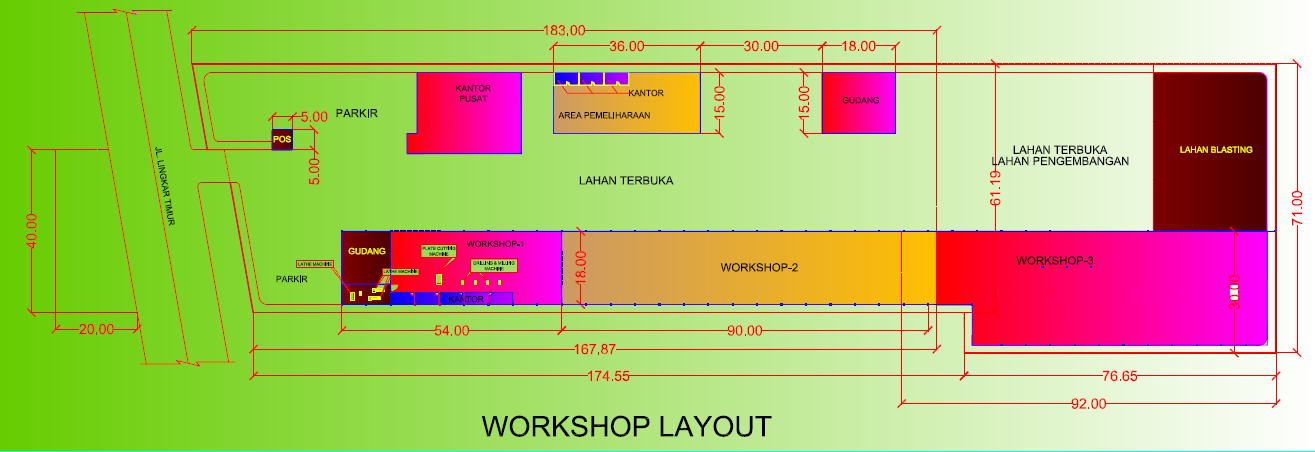 183,00
36.00
30.00
18.00
KANTOR
PUSAT
KANTOR
GUDANG
15.00
15.00
AREA PEMELIHARAAN
PARKIR
5.00
POS
5.00
JL. LINGKAR TIMUR
LAHAN TERBUKA
LAHAN TERBUKA
LAHAN PENGEMBANGAN
LAHAN BLASTING
61.19
71.00
40.00
GUDANG
WORKSHOP-1
PLATE CUTTING
MACHINE
LATHE MACHINE
LATHE MACHINE
DRILLING & MILLING
MACHINE
18.00
WORKSHOP-2
WORKSHOP-3
PARKIR
KANTOR
20,00
54.00
90.00
167,87
174.55
76.65
92.00
WORKSHOP LAYOUT